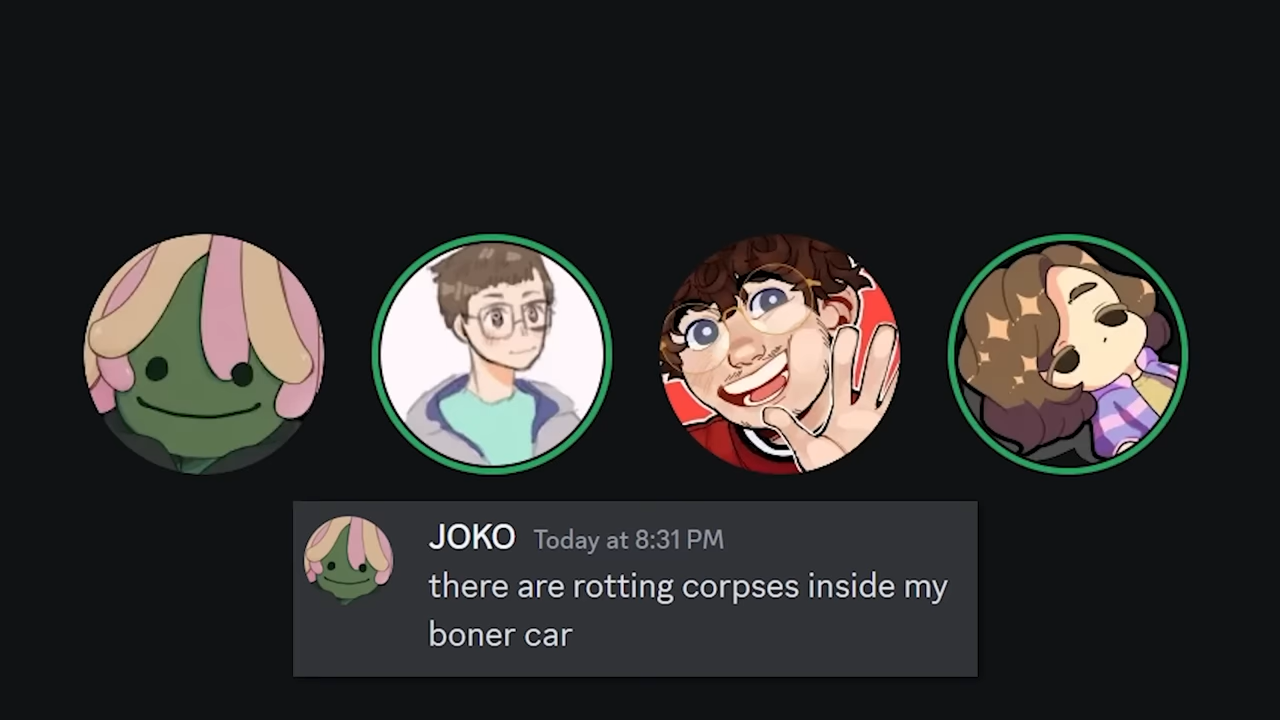 JOKO Today at 8:31 PM
there are rotting corpses inside my
boner car